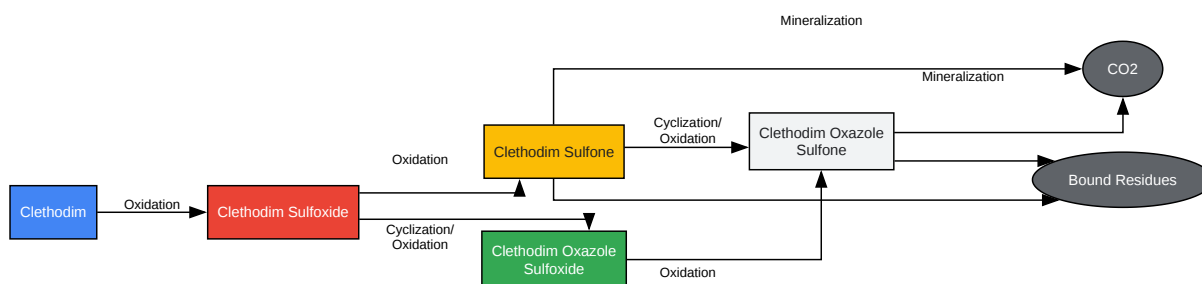 Mineralization
CO2
Mineralization
Cyclization/
Oxidation
Clethodim Oxazole
Sulfone
Clethodim Sulfone
Oxidation
Bound Residues
Clethodim
Oxidation
Clethodim Sulfoxide
Cyclization/
Oxidation
Clethodim Oxazole
Sulfoxide
Oxidation